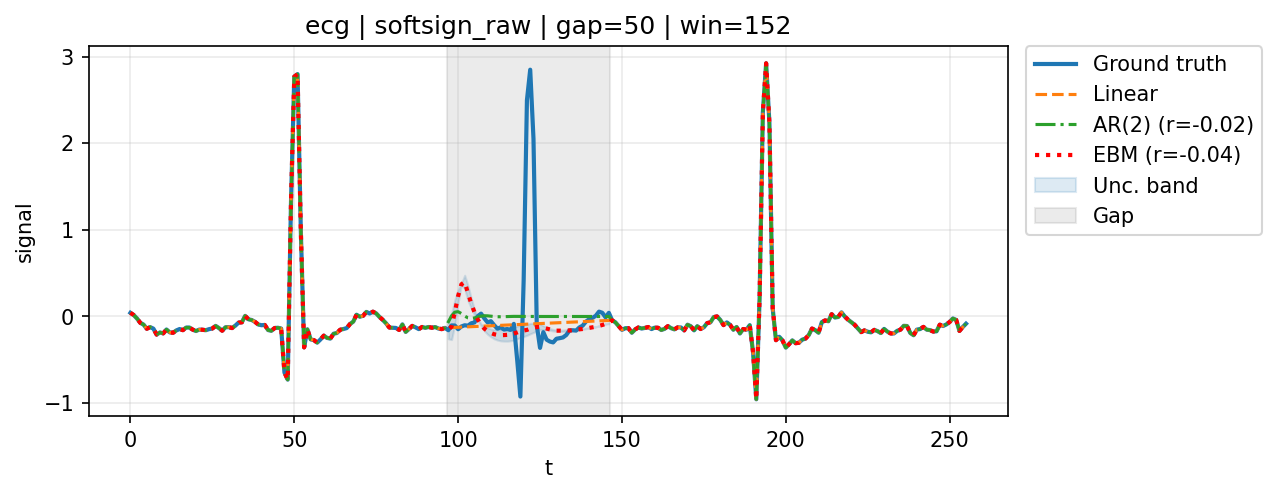 ecg | softsign_raw | gap=50 | win=152
3
2
1
0
−1
signal
0
50
100
150
200
250
t
Ground truth
Linear
AR(2) (r=-0.02)
EBM (r=-0.04)
Unc. band
Gap